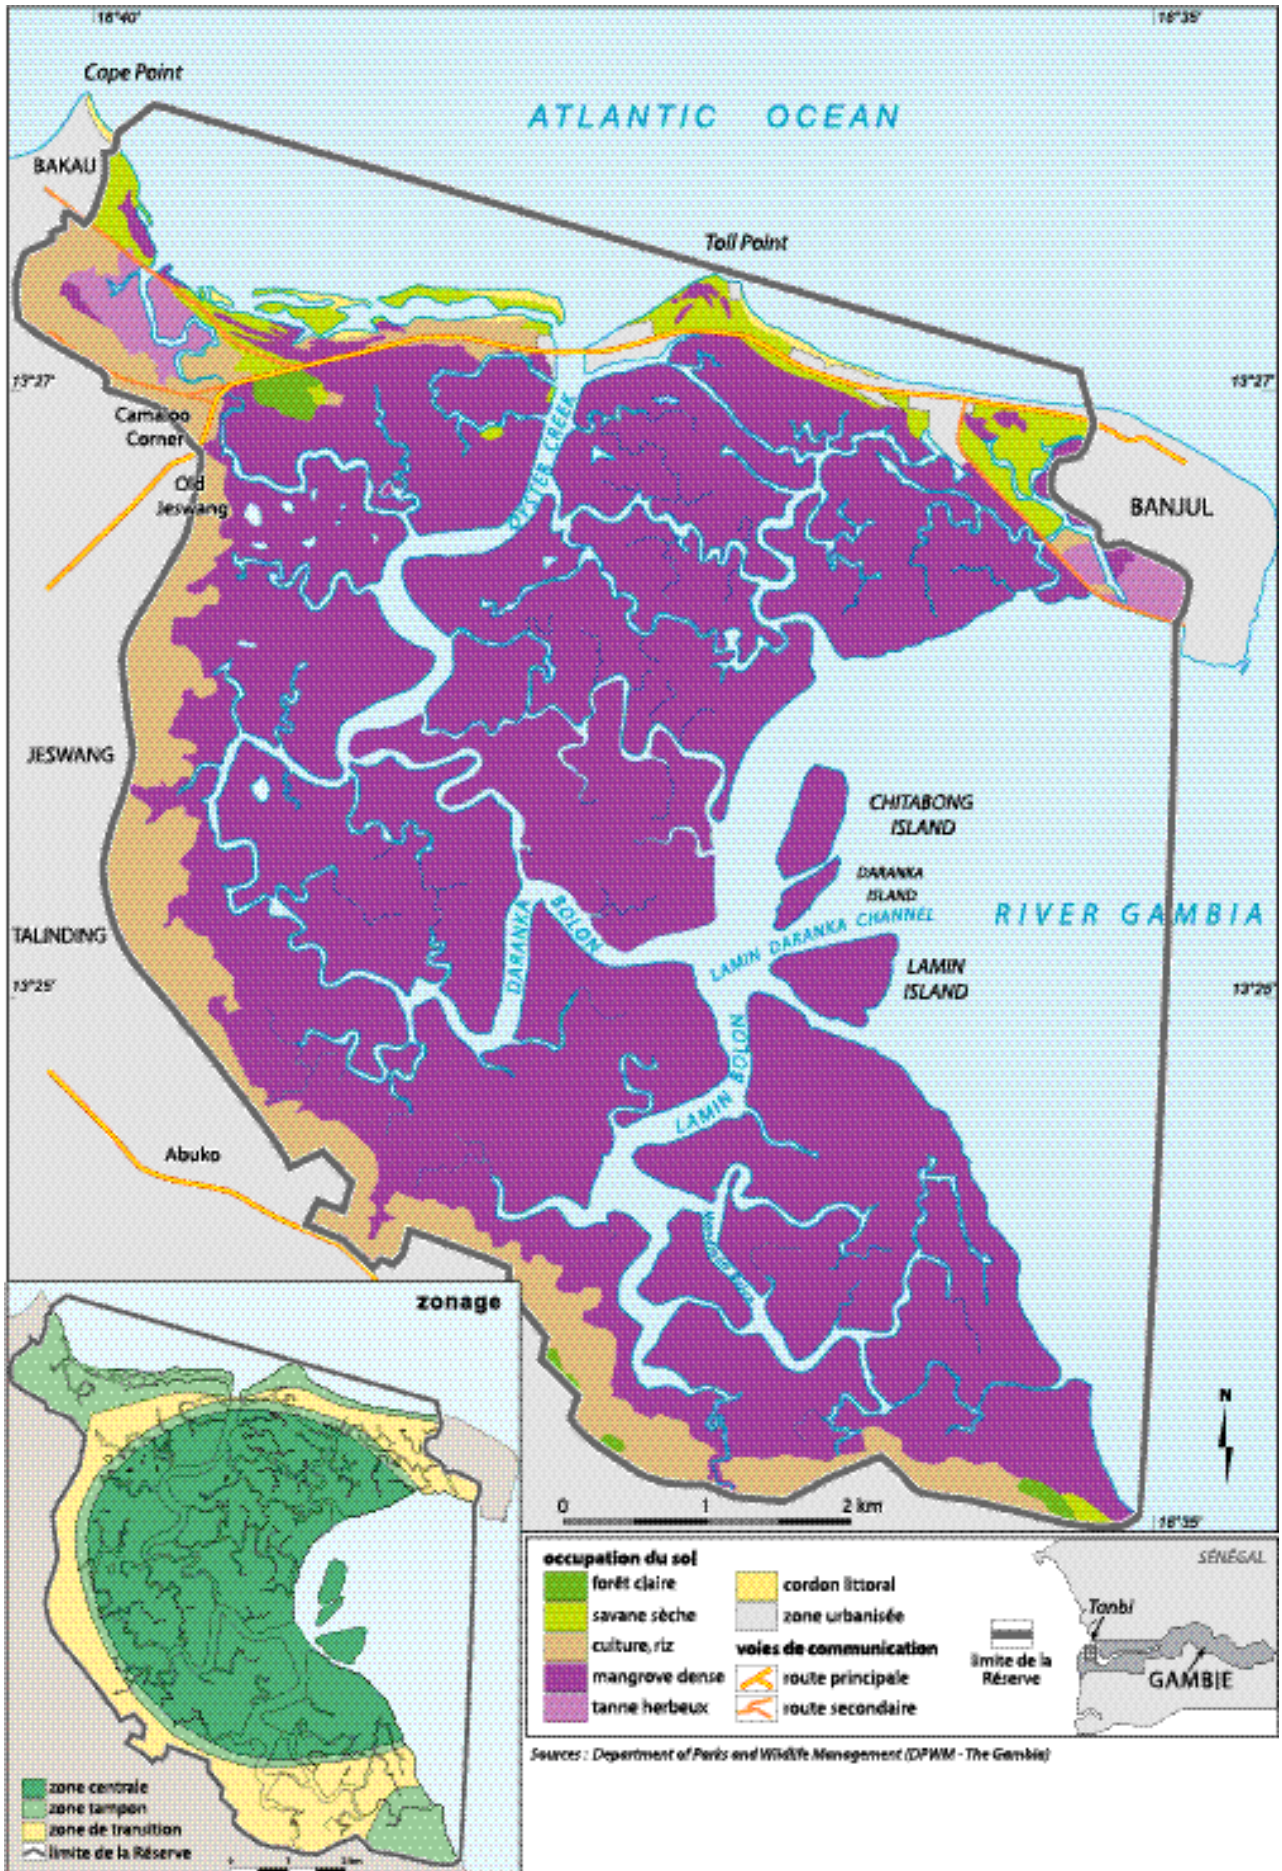 16°40'
16°35'
Cape Point
ATLANTIC OCEAN
BAKAU
Toll Point
13°27'
13°27'
Camaloo
Corner
OYSTER CREEK
Old
Jeswang
BANJUL
JESWANG
CHITABONG
ISLAND
DARANKA
ISLAND
BOLON
DARANKA
LAMIN DARANKA CHANNEL
RIVER GAMBIA
TALINDING
LAMIN
ISLAND
13°25'
13°25'
LAMIN BOLON
Abuko
zonage
N
0 1 2 km
16°35'
occupation du sol
forêt claire
savane sèche
culture, riz
mangrove dense
tanne herbeux
cordon littoral
zone urbanisée
voies de communication
route principale
route secondaire
limite de la
Réserve
SÉNÉGAL
Tanbi
GAMBIE
Sources : Department of Parks and Wildlife Management (DPWM - The Gambia)
zone centrale
zone tampon
zone de transition
limite de la Réserve